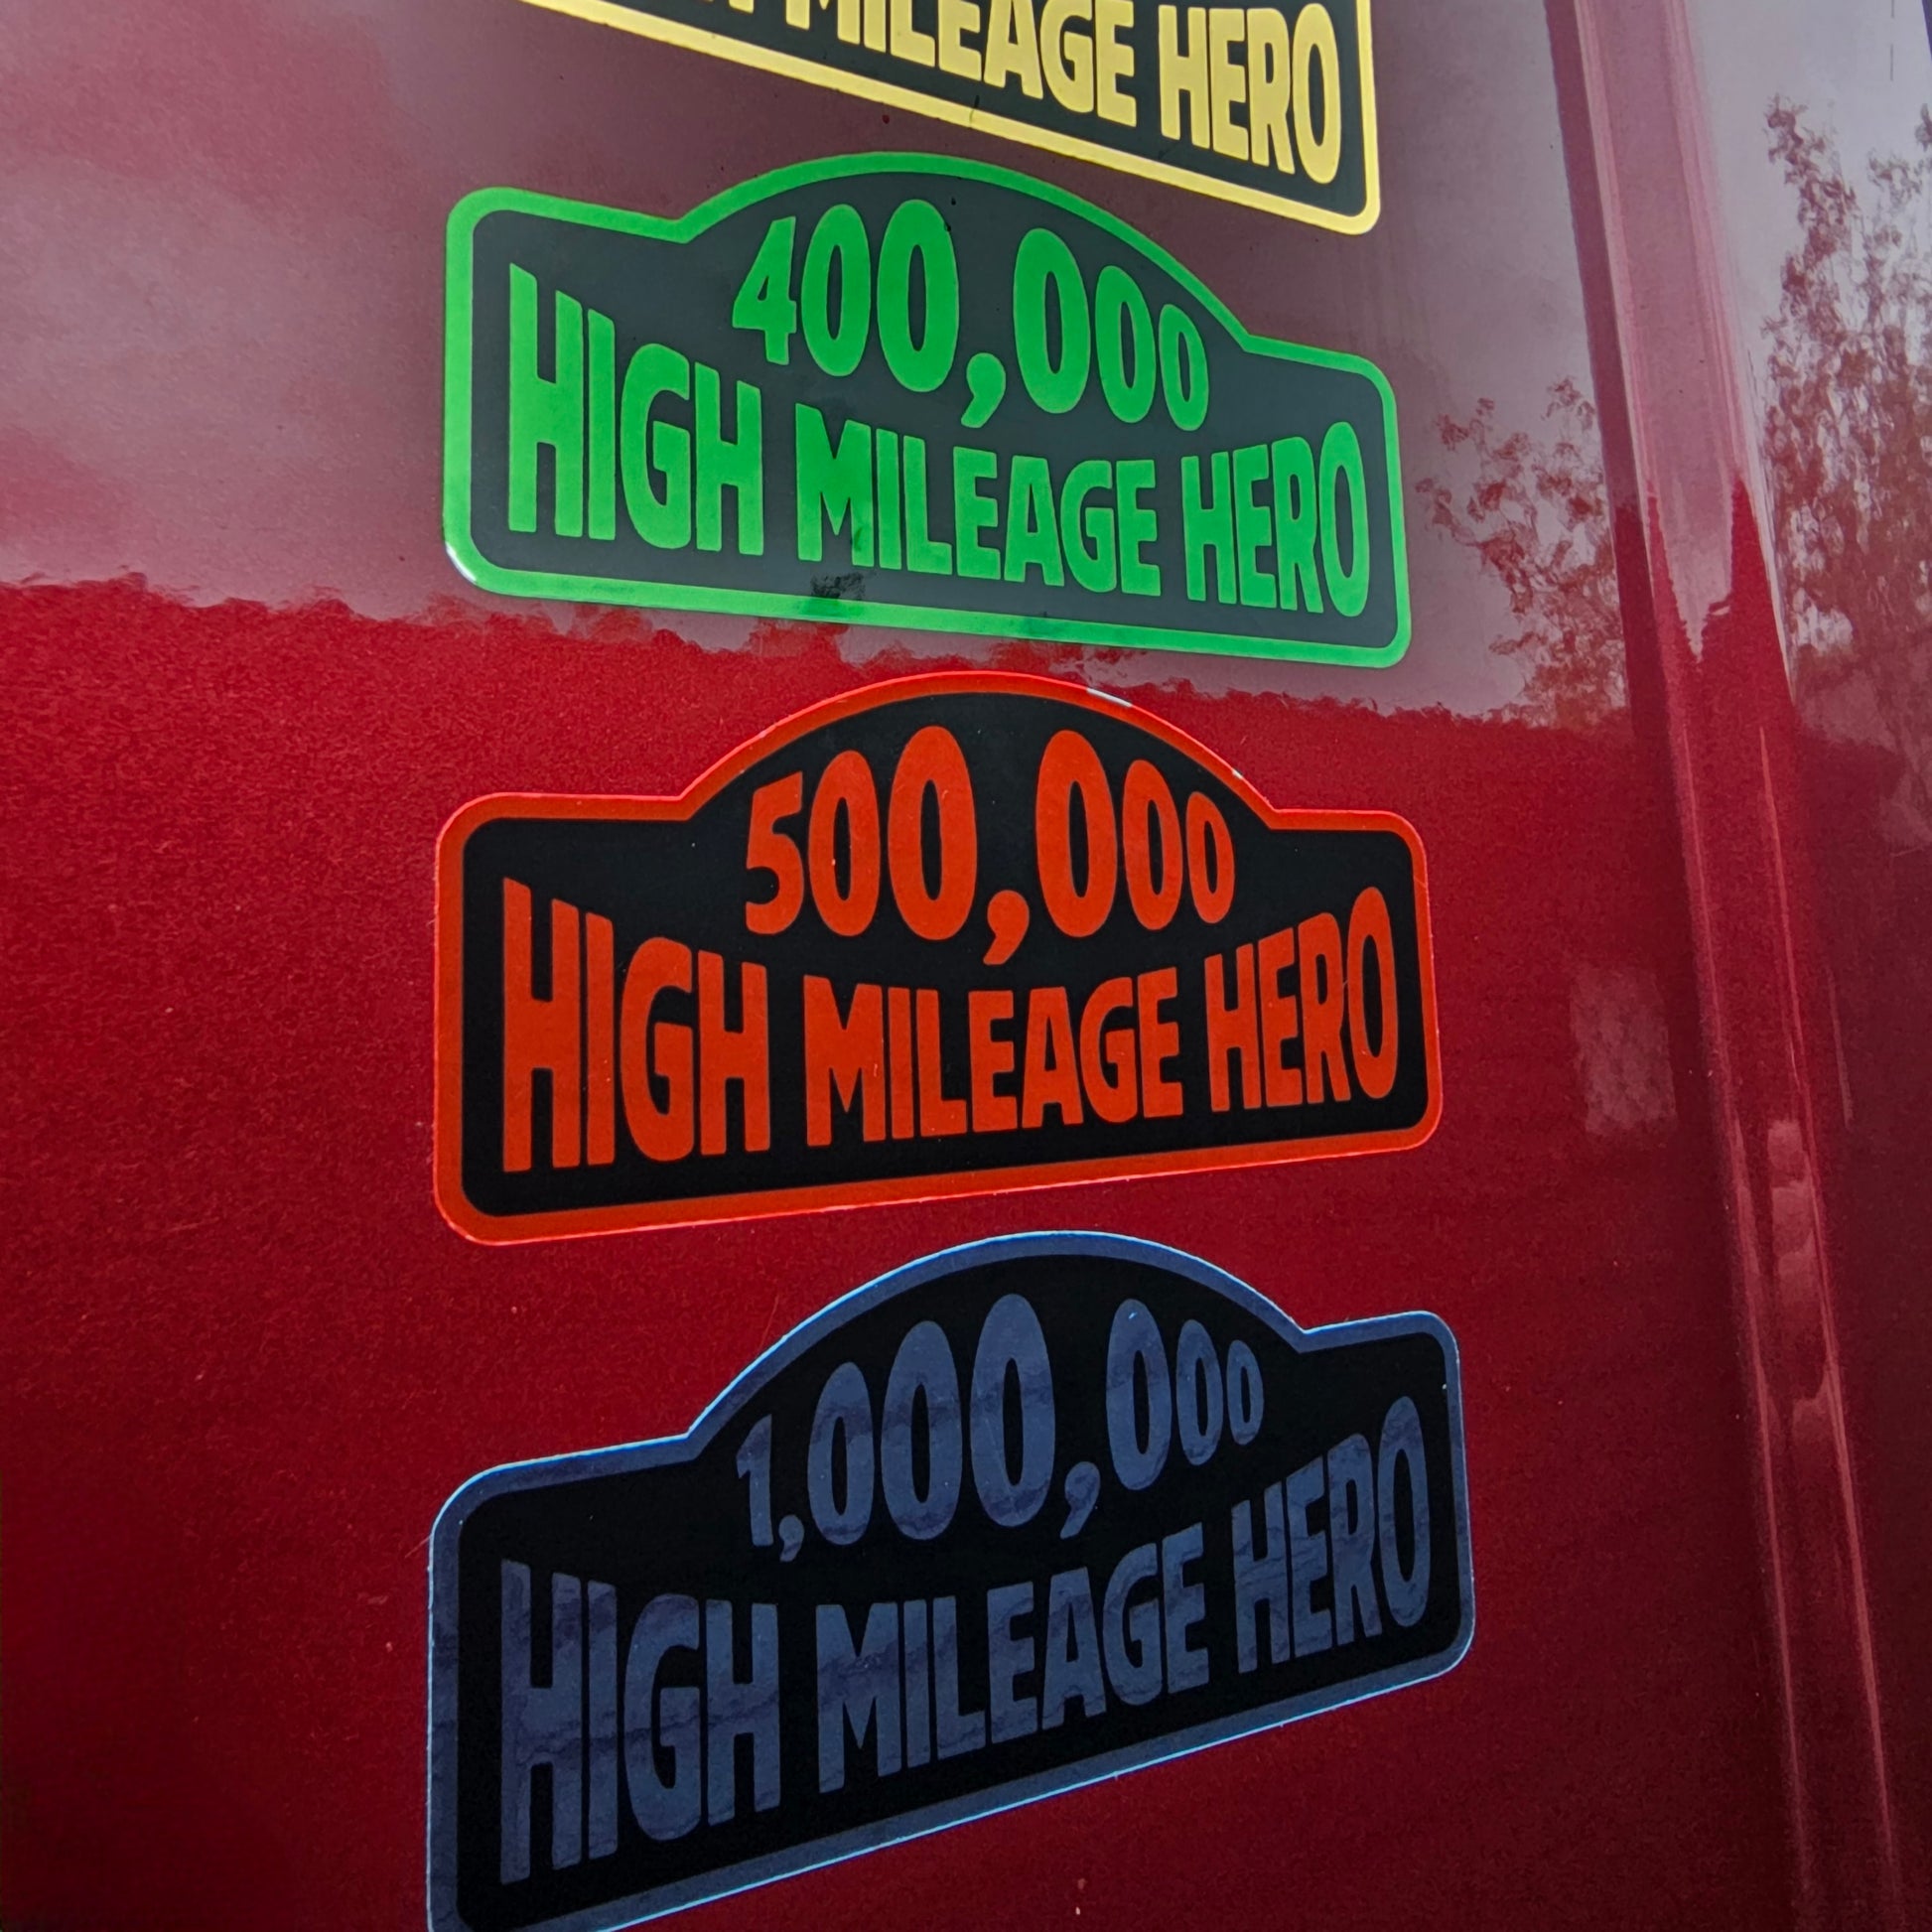 MILEAGE HERO
400,000
HIGH MILEAGE HERO
500,000
HIGH MILEAGE HERO
1,000,000
HIGH MILEAGE HERO